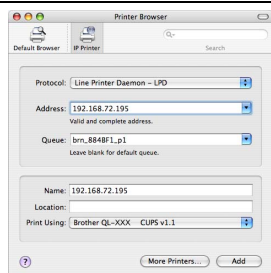 Printer Browser
Default Browser
IP Printer
Search
Protocol: Line Printer Daemon – LPD
Address: 192.168.72.195
Valid and complete address.
Queue: brn_884BF1_p1
Leave blank for default queue.
Name: 192.168.72.195
Location:
Print Using: Brother QL-XXX CUPS v1.1
?
More Printers...
Add